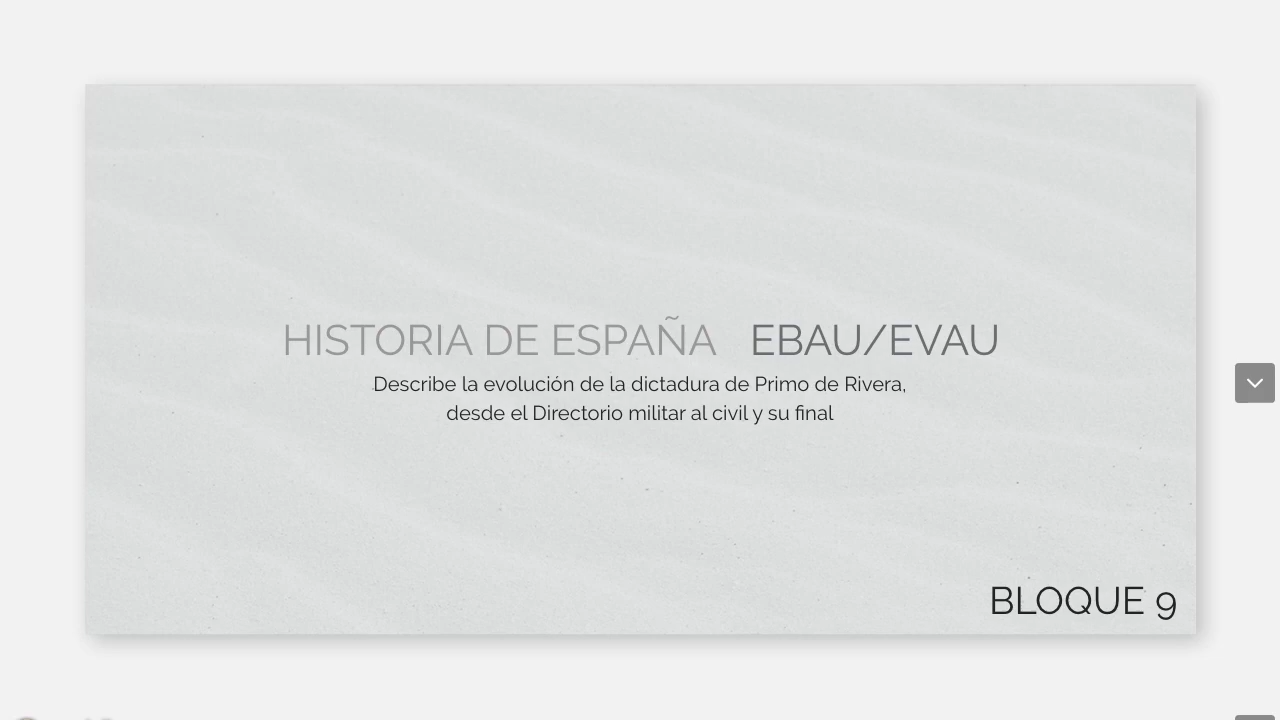 HISTORIA DE ESPAÑA EBAU/EVAU
Describe la evolución de la dictadura de Primo de Rivera,
desde el Directorio militar al civil y su final
BLOQUE 9